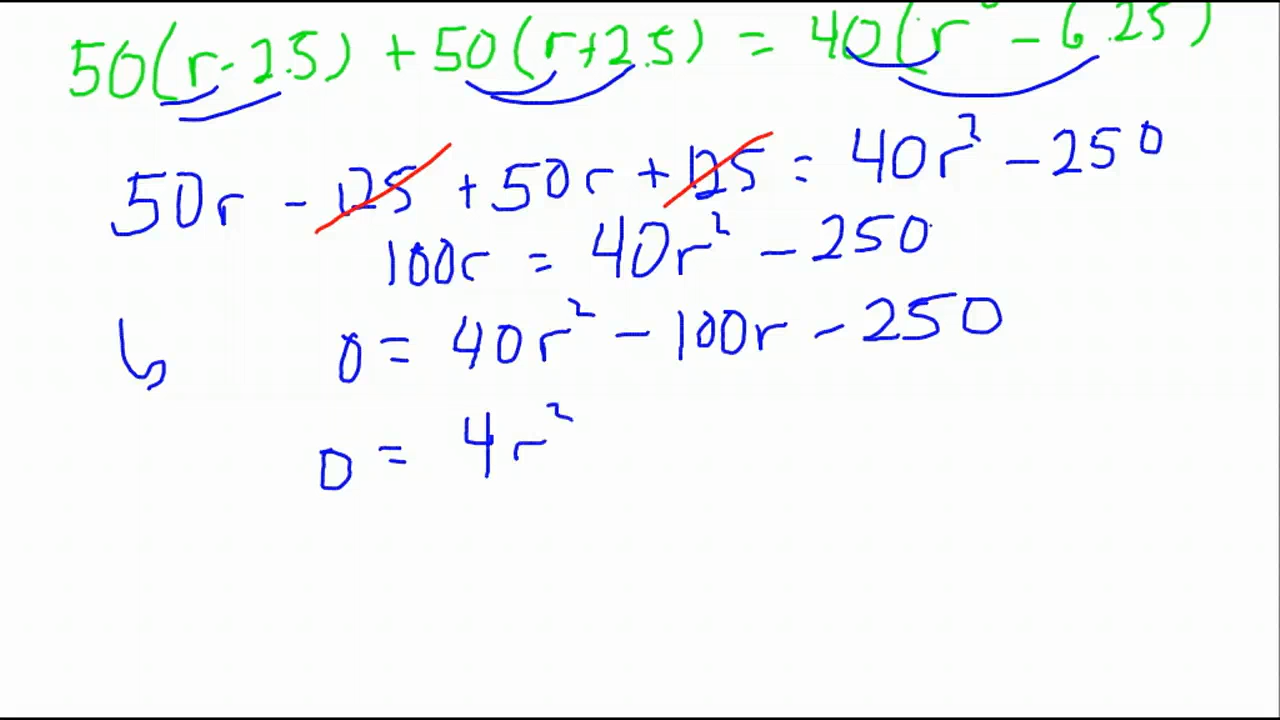 50(r - 2.5) + 50(r + 2.5) = 40(r² - 6.25)
50r - 125 + 50r + 125 = 40r² - 250
100r = 40r² - 250
0 = 40r² - 100r - 250
0 = 4r²